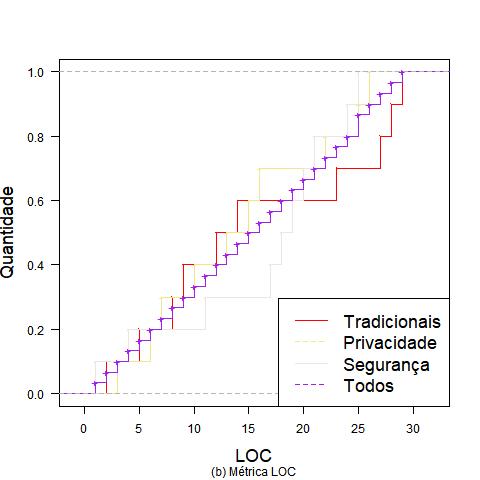 1.0
0.8
0.6
0.4
0.2
0.0
Quantidade
Tradicionais
Privacidade
Segurança
Todos
0 5 10 15 20 25 30
LOC
(b) Métrica LOC